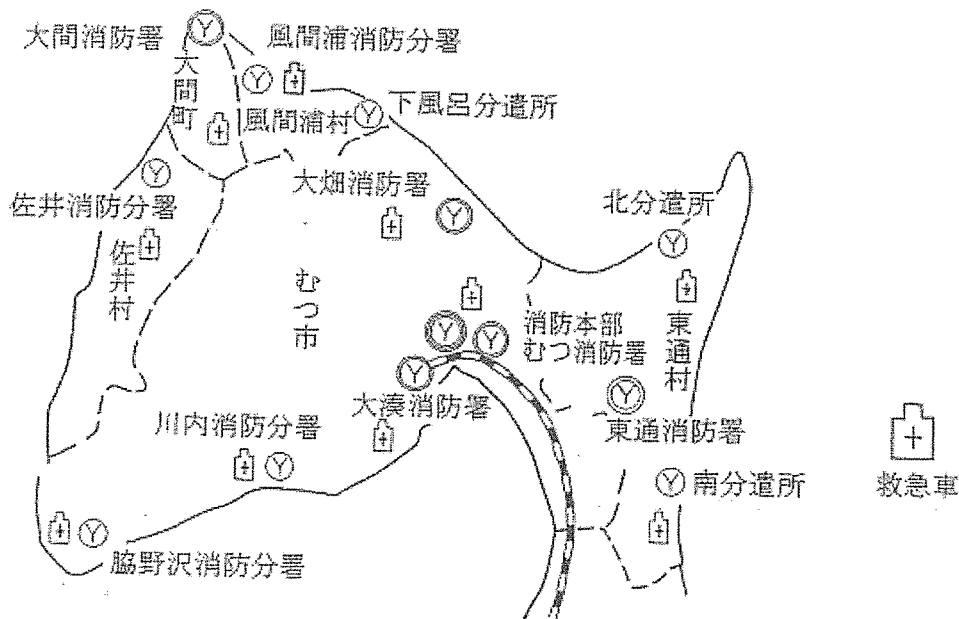 大間消防署
風間浦消防分署
大間町
風間浦村
下風呂分遣所
大畑消防署
北分遣所
佐井消防分署
佐井村
むつ市
消防本部
むつ消防署
東通村
大湊消防署
川内消防分署
東通消防署
南分遣所
救急車
脇野沢消防分署